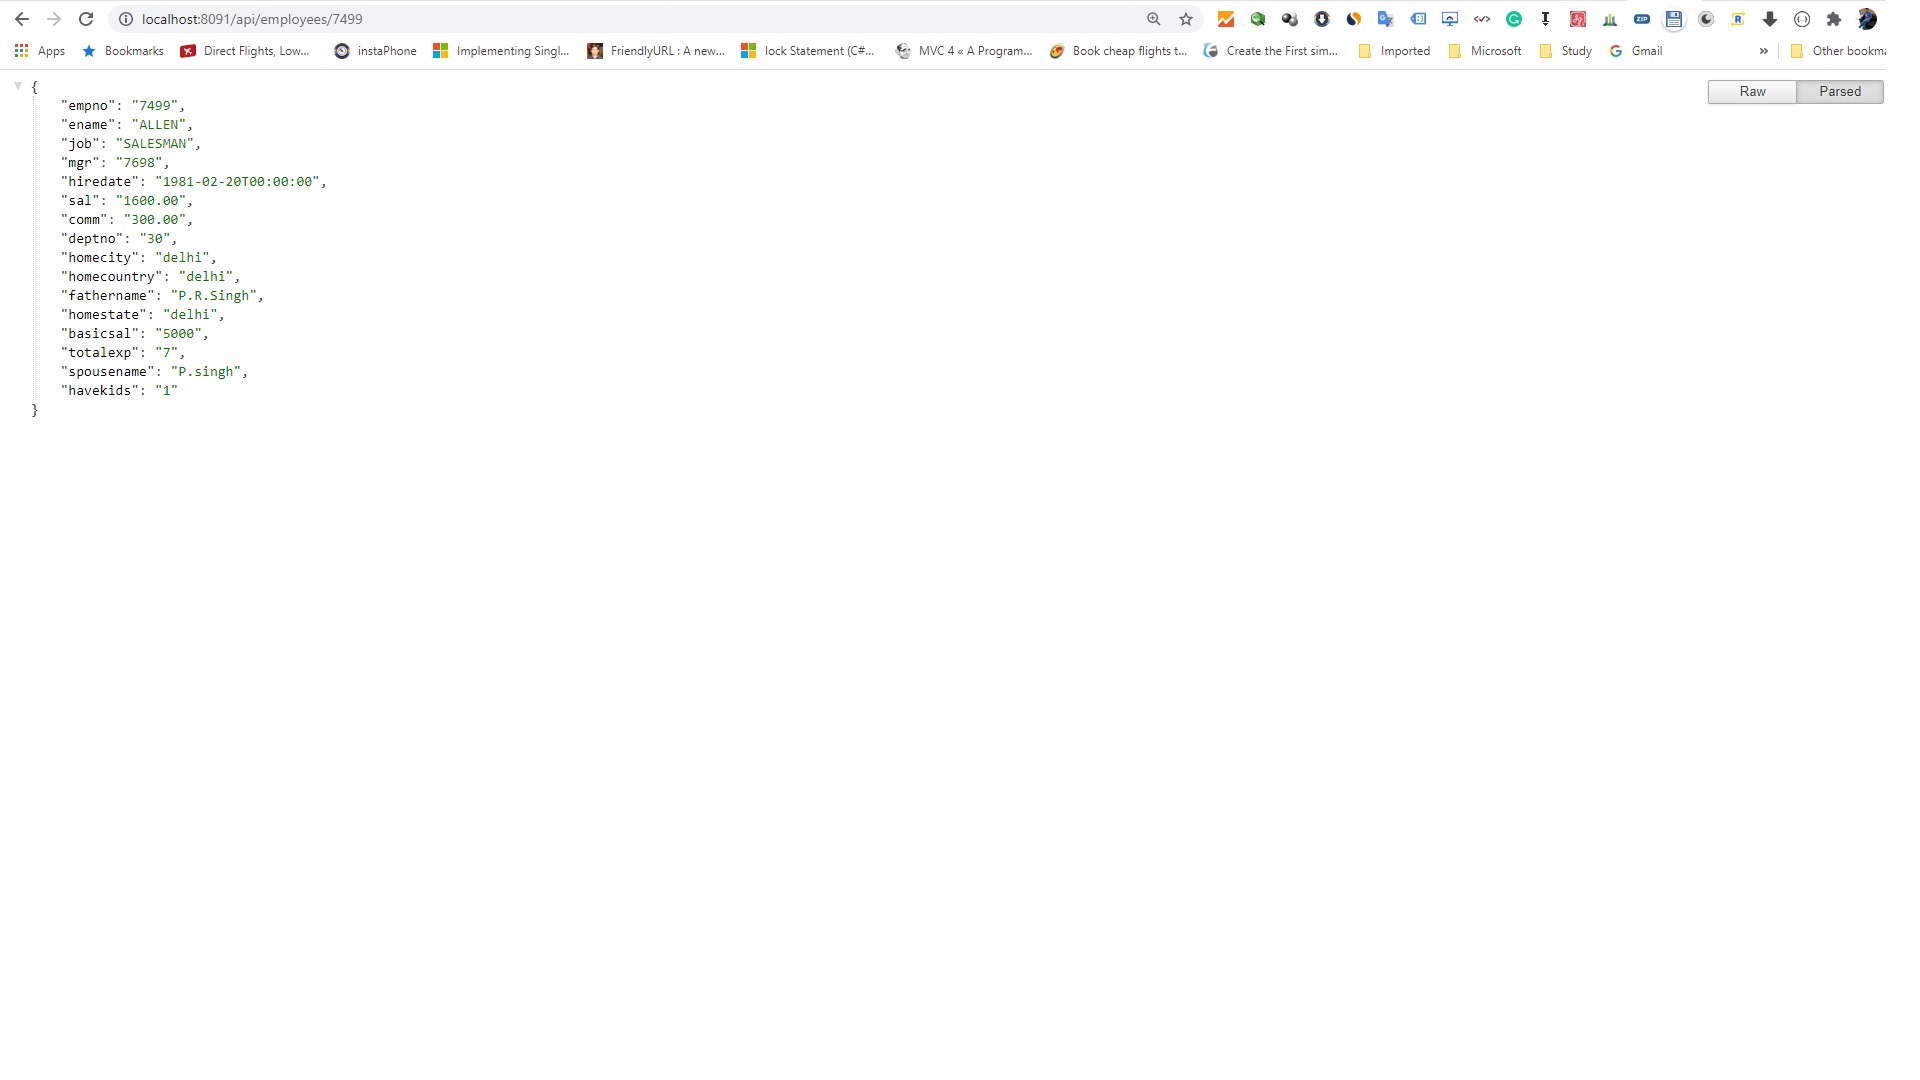 localhost:8091/api/employees/7499
Apps Bookmarks Direct Flights, Low... instaPhone Implementing Singl... FriendlyURL : A new... lock Statement (C#... MVC 4 « A Program... Book cheap flights t... Create the First sim... Imported Microsoft Study Gmail » Other bookma
Raw Parsed
{
"empno": "7499",
"ename": "ALLEN",
"job": "SALESMAN",
"mgr": "7698",
"hiredate": "1981-02-20T00:00:00",
"sal": "1600.00",
"comm": "300.00",
"deptno": "30",
"homecity": "delhi",
"homecountry": "delhi",
"fathername": "P.R.Singh",
"homestate": "delhi",
"basicsal": "5000",
"totalexp": "7",
"spousename": "P.singh",
"havekids": "1"
}